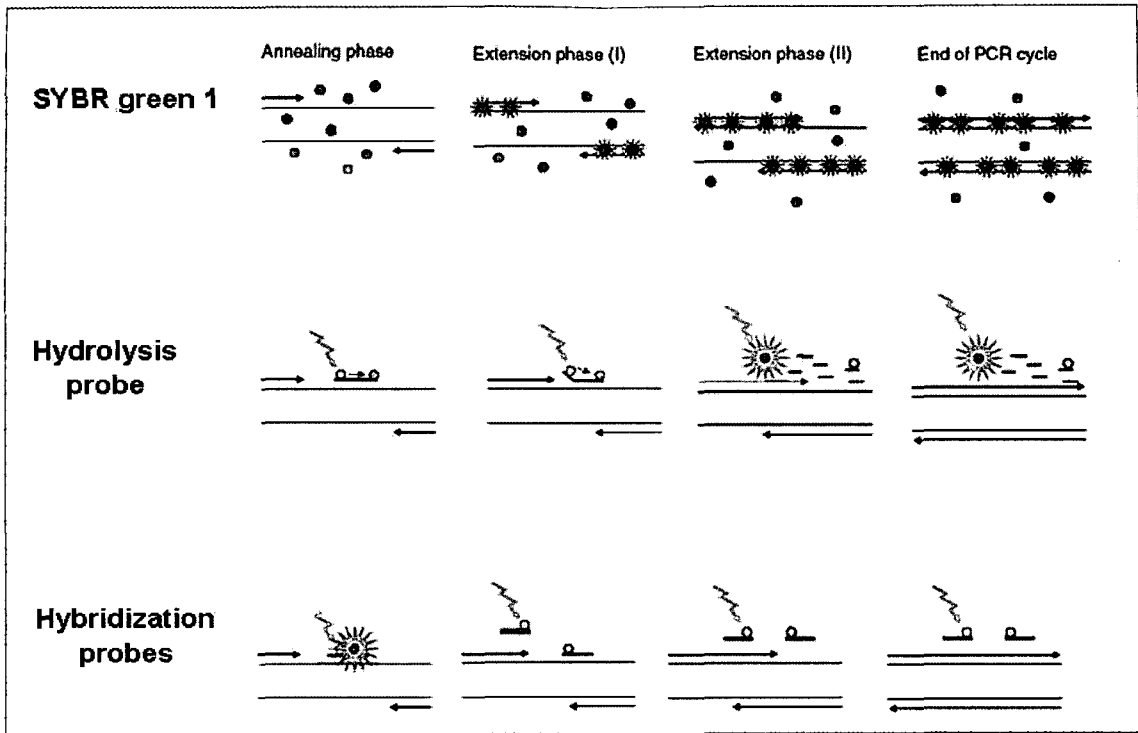 Annealing phase
Extension phase (I)
Extension phase (II)
End of PCR cycle
SYBR green 1
Hydrolysis
probe
Hybridization
probes